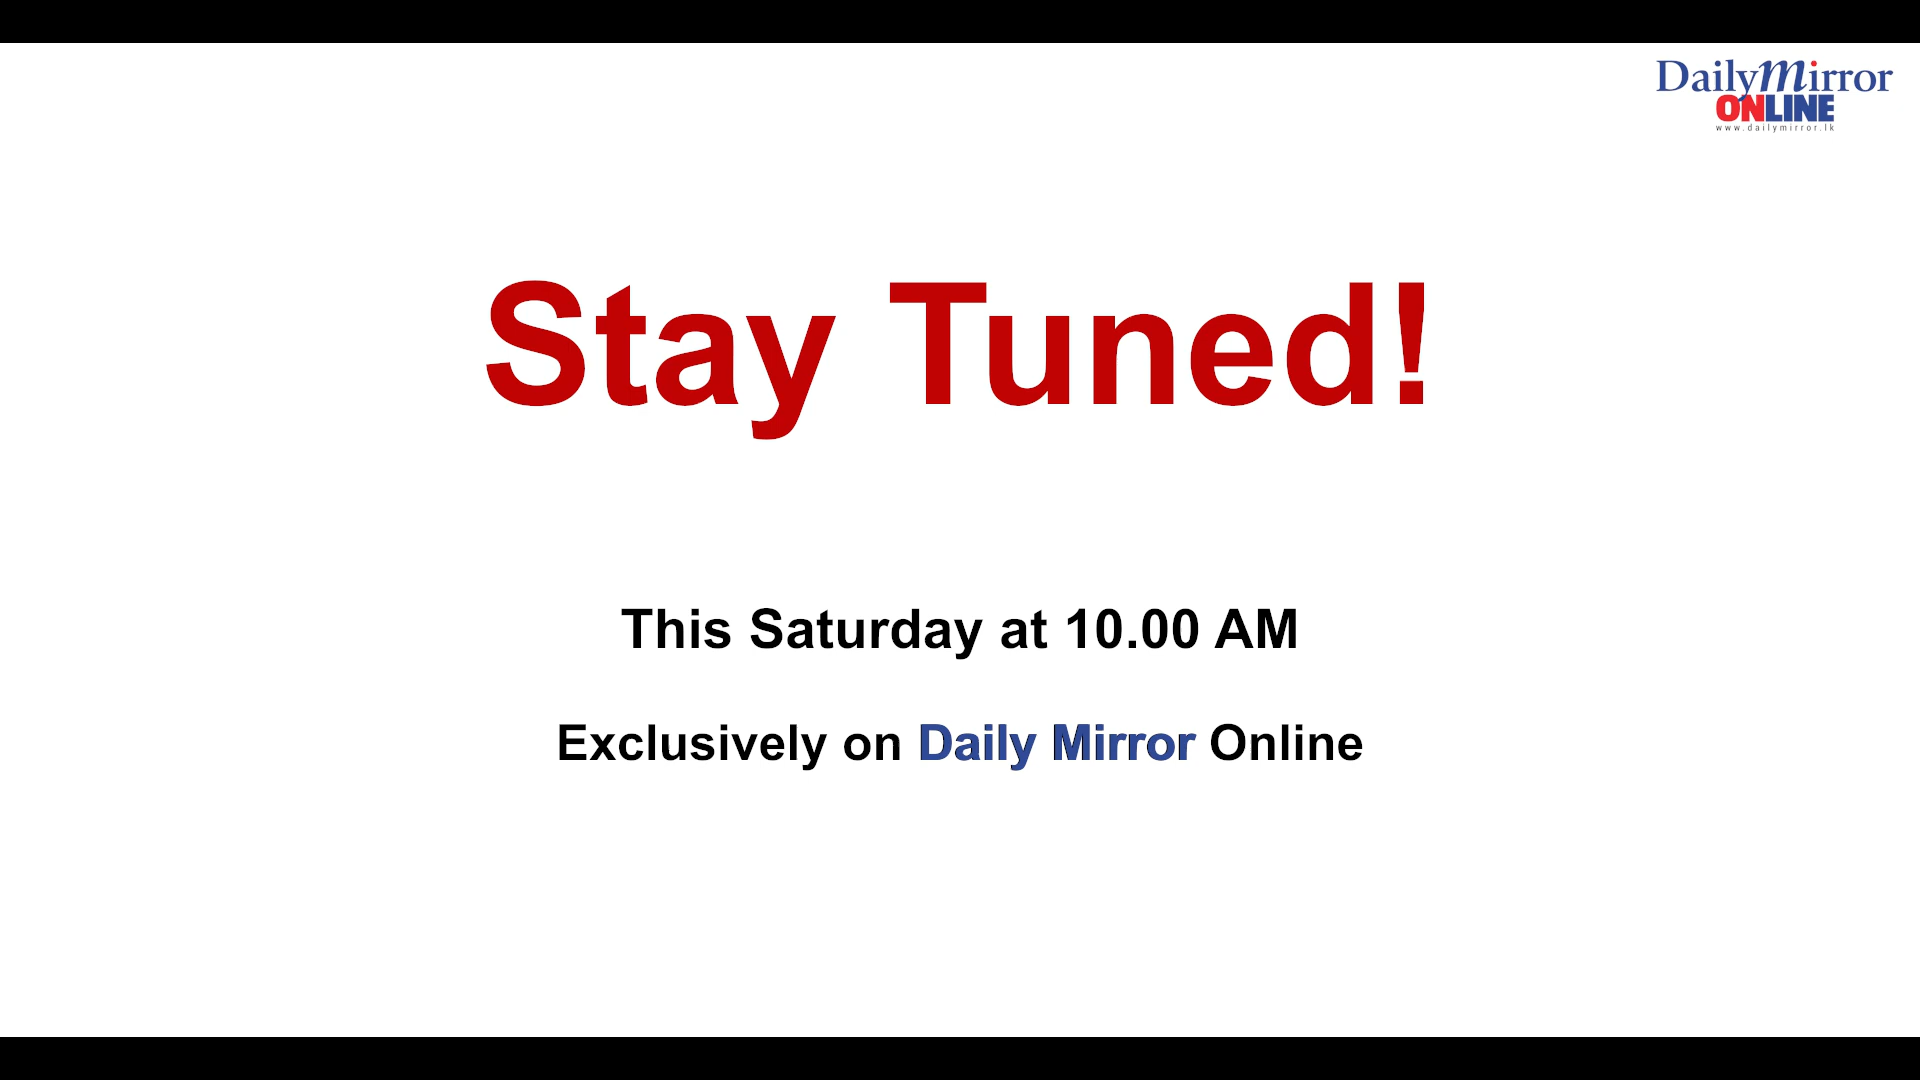 DailyMirror
ONLINE
www.dailymirror.lk
Stay Tuned!
This Saturday at 10.00 AM
Exclusively on Daily Mirror Online